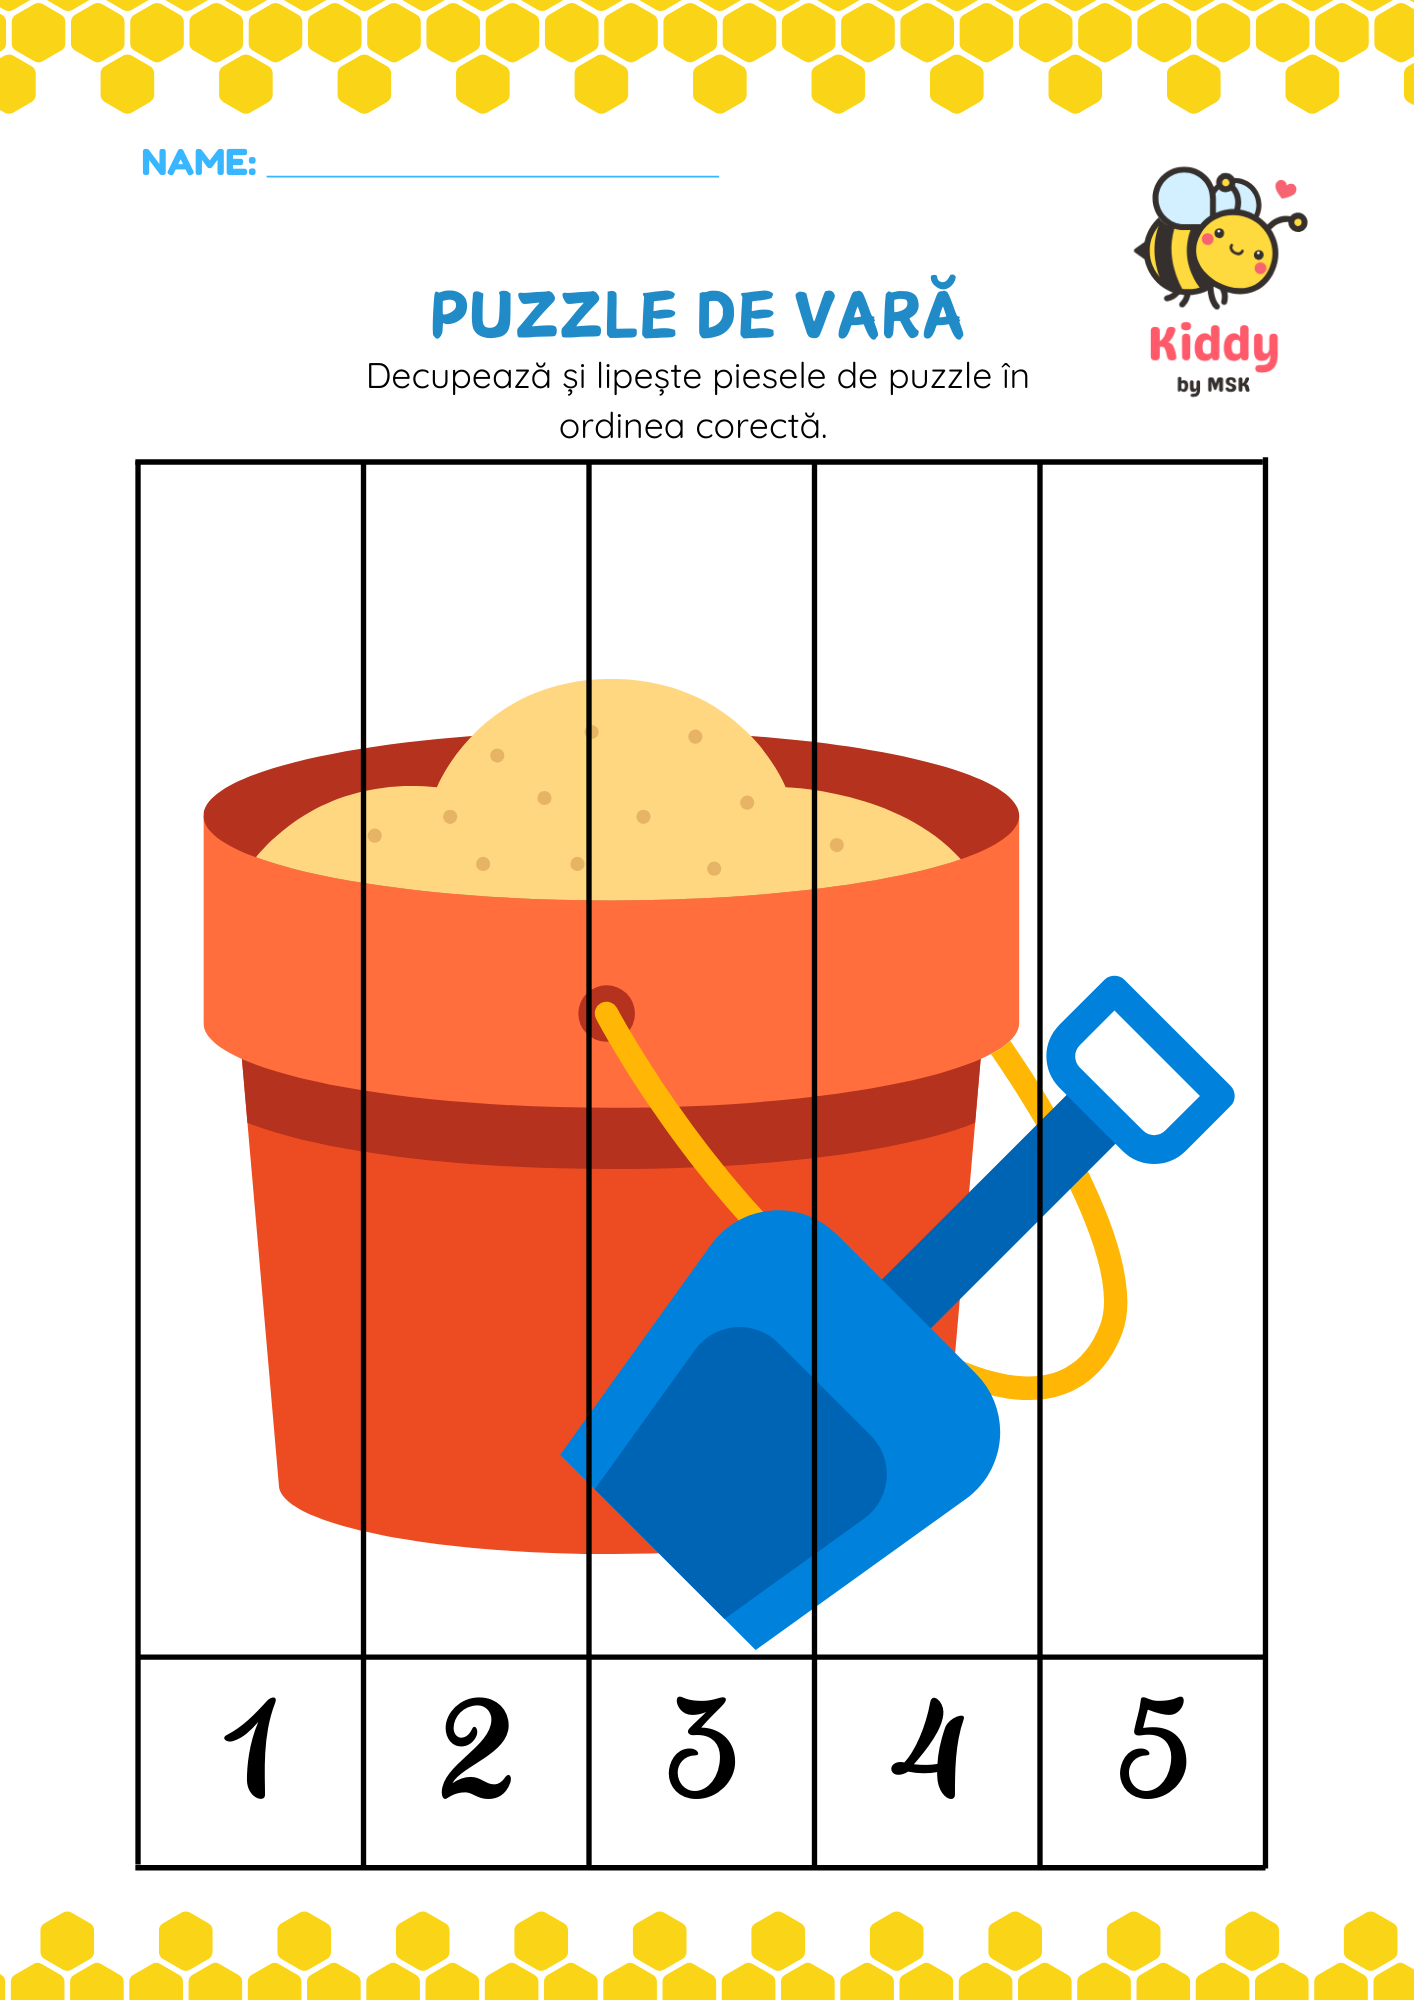 NAME:
Kiddy
by MSK
PUZZLE DE VARĂ
Decupează și lipește piesele de puzzle în
ordinea corectă.
1 2 3 4 5